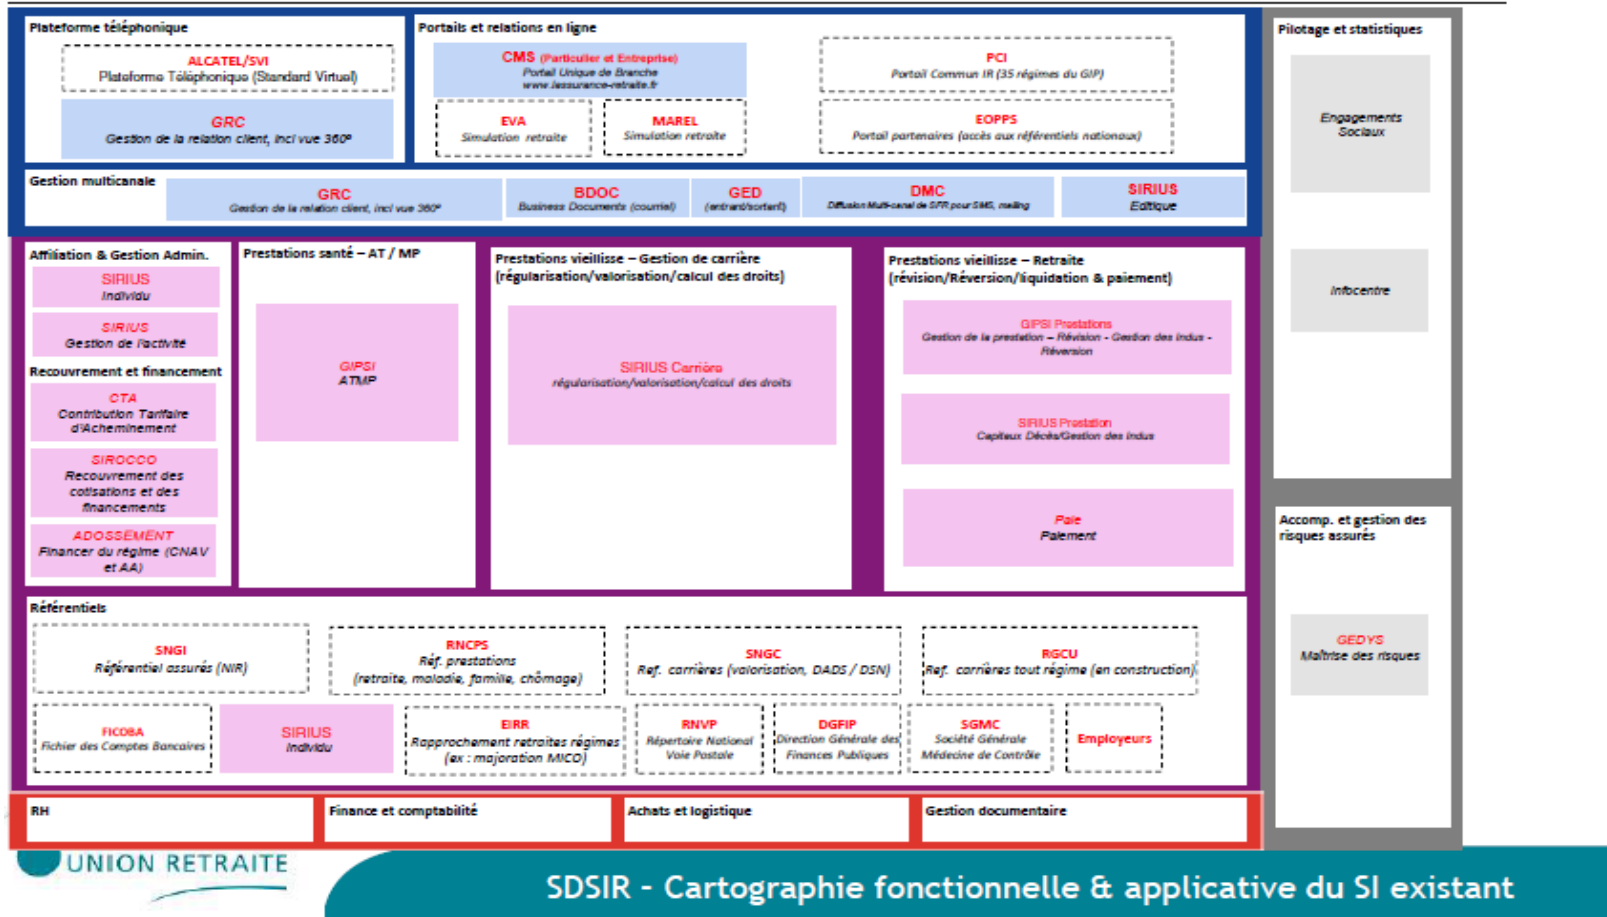 Plateforme téléphonique
ALCATEL/SVI
Plateforme Téléphonique (Standard Virtuel)
GRC
Gestion de la relation client, incl vue 360°
Portails et relations en ligne
CMS (Particulier et Entreprise)
Portail Unique de Branche
www.lassurance-retraite.fr
EVA
Simulation retraite
MAREL
Simulation retraite
PCI
Portail Commun IR (35 régimes du GIP)
EOPPS
Portail partenaires (accès aux référentiels nationaux)
Gestion multicanale
GRC
Gestion de la relation client, incl vue 360°
BDOC
Business Documents (courriel)
GED
(entrant/sortant)
DMC
Diffusion Multi-canal de SFR pour SMS, mailing
SIRIUS
Editique
Affiliation & Gestion Admin.
SIRIUS
Individu
SIRIUS
Gestion de l'activité
Recouvrement et financement
CTA
Contribution Tarifaire
d'Acheminement
SIROCCO
Recouvrement des
cotisations et des
financements
ADOSSEMENT
Financer du régime (CNAV
et AA)
Prestations santé – AT / MP
GIPSI
ATMP
Prestations vieillisse – Gestion de carrière
(régularisation/valorisation/calcul des droits)
SIRIUS Carrière
régularisation/valorisation/calcul des droits
Prestations vieillisse – Retraite
(révision/Réversion/liquidation & paiement)
GIPSI Prestations
Gestion de la prestation – Révision - Gestion des Indus -
Réversion
SIRIUS Prestation
Capitaux Décès/Gestion des Indus
Paie
Paiement
Référentiels
SNGI
Référentiel assurés (NIR)
RNCPS
Réf. prestations
(retraite, maladie, famille, chômage)
SNGC
Ref. carrières (valorisation, DADS / DSN)
RGCU
Ref. carrières tout régime (en construction)
FICOBA
Fichier des Comptes Bancaires
SIRIUS
Individu
EIRR
Rapprochement retraites régimes
(ex : majoration MICO)
RNVP
Répertoire National
Voie Postale
DGFIP
Direction Générale des
Finances Publiques
SGMC
Société Générale
Médecine de Contrôle
Employeurs
RH
Finance et comptabilité
Achats et logistique
Gestion documentaire
Pilotage et statistiques
Engagements
Sociaux
Infocentre
Accomp. et gestion des
risques assurés
GEDYS
Maîtrise des risques
UNION RETRAITE
SDSIR - Cartographie fonctionnelle & applicative du SI existant